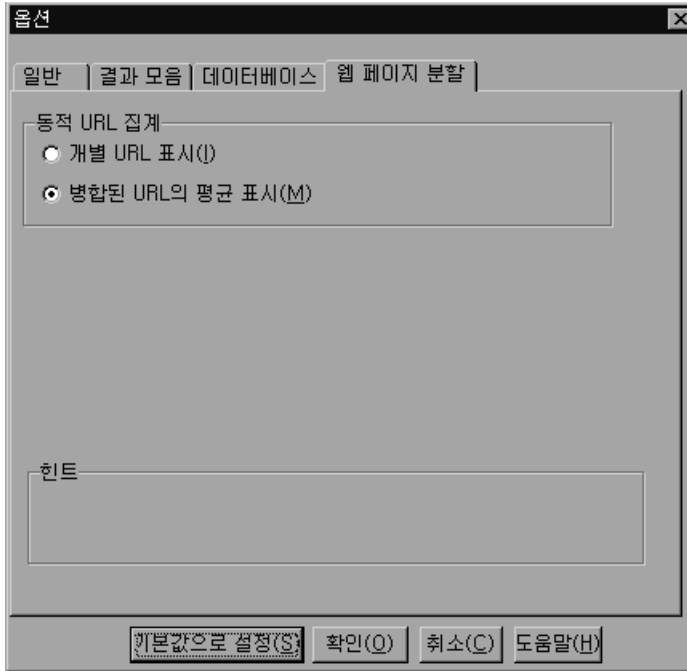 옵션
일반 결과 모음 데이터베이스 웹 페이지 분할
동적 URL 집계
개별 URL 표시(I)
병합된 URL의 평균 표시(M)
힌트
기본값으로 설정(S) 확인(O) 취소(C) 도움말(H)